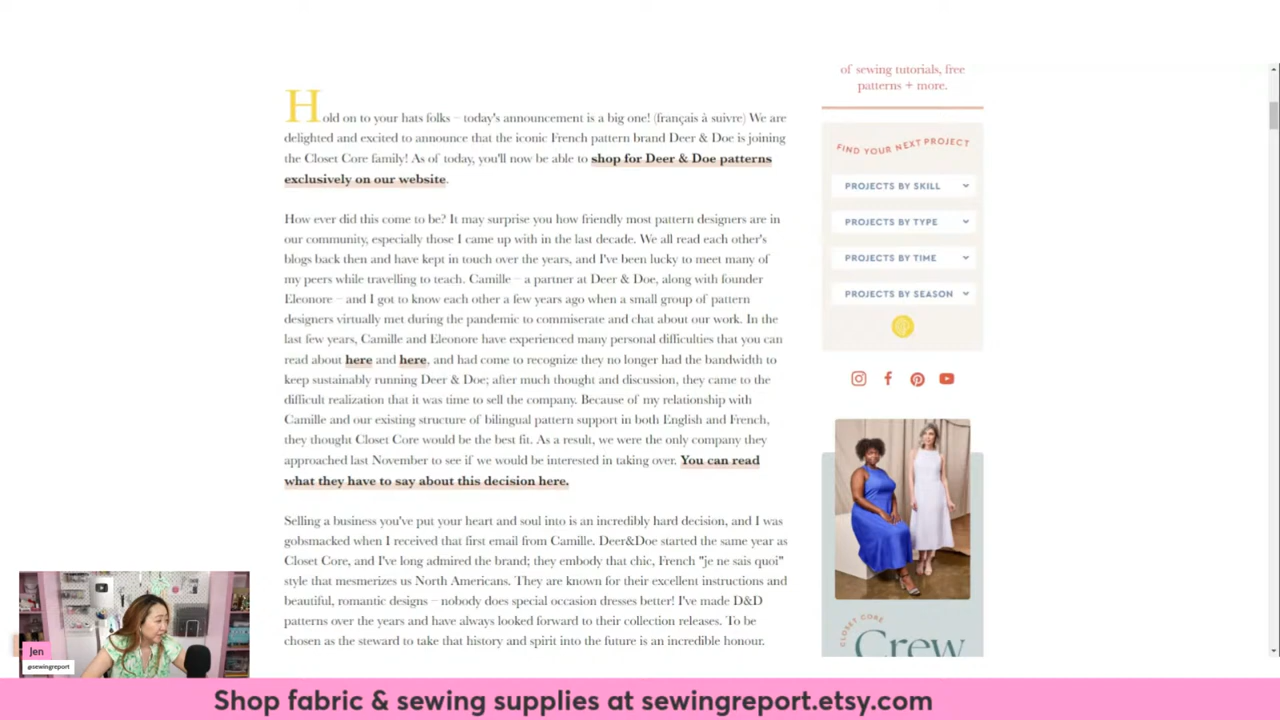 of sewing tutorials, free
patterns + more.
Hold on to your hats folks – today's announcement is a big one! (français à suivre) We are
delighted and excited to announce that the iconic French pattern brand Deer & Doe is joining
the Closet Core family! As of today, you'll now be able to shop for Deer & Doe patterns
exclusively on our website.
How ever did this come to be? It may surprise you how friendly most pattern designers are in
our community, especially those I came up with in the last decade. We all read each other's
blogs back then and have kept in touch over the years, and I've been lucky to meet many of
my peers while travelling to teach. Camille – a partner at Deer & Doe, along with founder
Eleonore – and I got to know each other a few years ago when a small group of pattern
designers virtually met during the pandemic to commiserate and chat about our work. In the
last few years, Camille and Eleonore have experienced many personal difficulties that you can
read about here and here, and had come to recognize they no longer had the bandwidth to
keep sustainably running Deer & Doe; after much thought and discussion, they came to the
difficult realization that it was time to sell the company. Because of my relationship with
Camille and our existing structure of bilingual pattern support in both English and French,
they thought Closet Core would be the best fit. As a result, we were the only company they
approached last November to see if we would be interested in taking over. You can read
what they have to say about this decision here.
Selling a business you've put your heart and soul into is an incredibly hard decision, and I was
gobsmacked when I received that first email from Camille. Deer&Doe started the same year as
Closet Core, and I've long admired the brand; they embody that chic, French "je ne sais quoi"
style that mesmerizes us North Americans. They are known for their excellent instructions and
beautiful, romantic designs – nobody does special occasion dresses better! I've made D&D
patterns over the years and have always looked forward to their collection releases. To be
chosen as the steward to take that history and spirit into the future is an incredible honour.
FIND YOUR NEXT PROJECT
PROJECTS BY SKILL
PROJECTS BY TYPE
PROJECTS BY TIME
PROJECTS BY SEASON
CLOSET CORE
Crew
Jen
@sewingreport
Shop fabric & sewing supplies at sewingreport.etsy.com